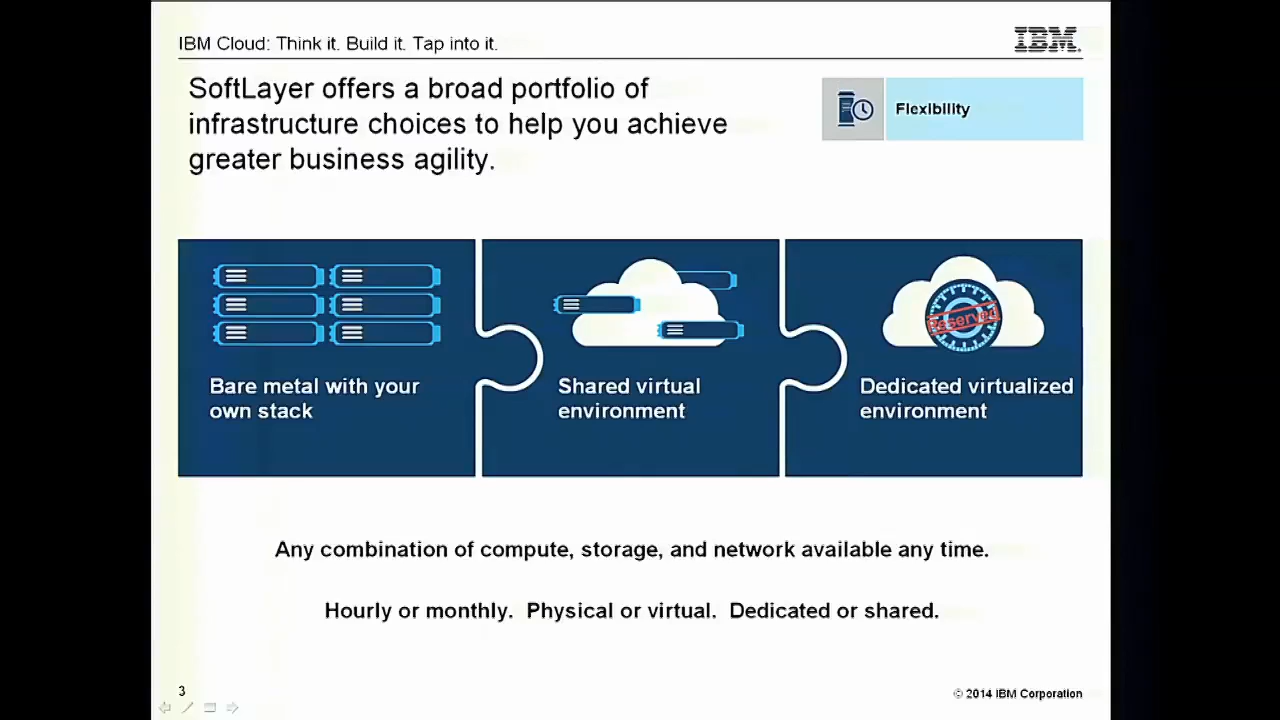 IBM Cloud: Think it. Build it. Tap into it.
IBM
SoftLayer offers a broad portfolio of
infrastructure choices to help you achieve
greater business agility.
Flexibility
Reserved
Bare metal with your
own stack
Shared virtual
environment
Dedicated virtualized
environment
Any combination of compute, storage, and network available any time.
Hourly or monthly. Physical or virtual. Dedicated or shared.
3
© 2014 IBM Corporation